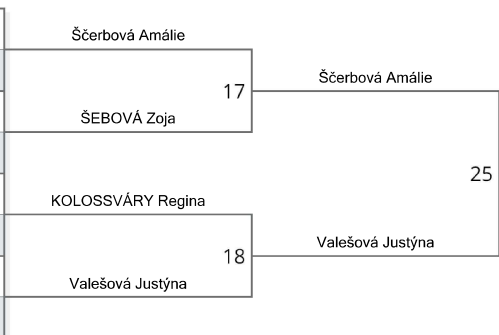 Ščerbová Amálie
17
Ščerbová Amálie
ŠEBOVÁ Zoja
25
KOLOSSVÁRY Regina
18
Valešová Justýna
Valešová Justýna